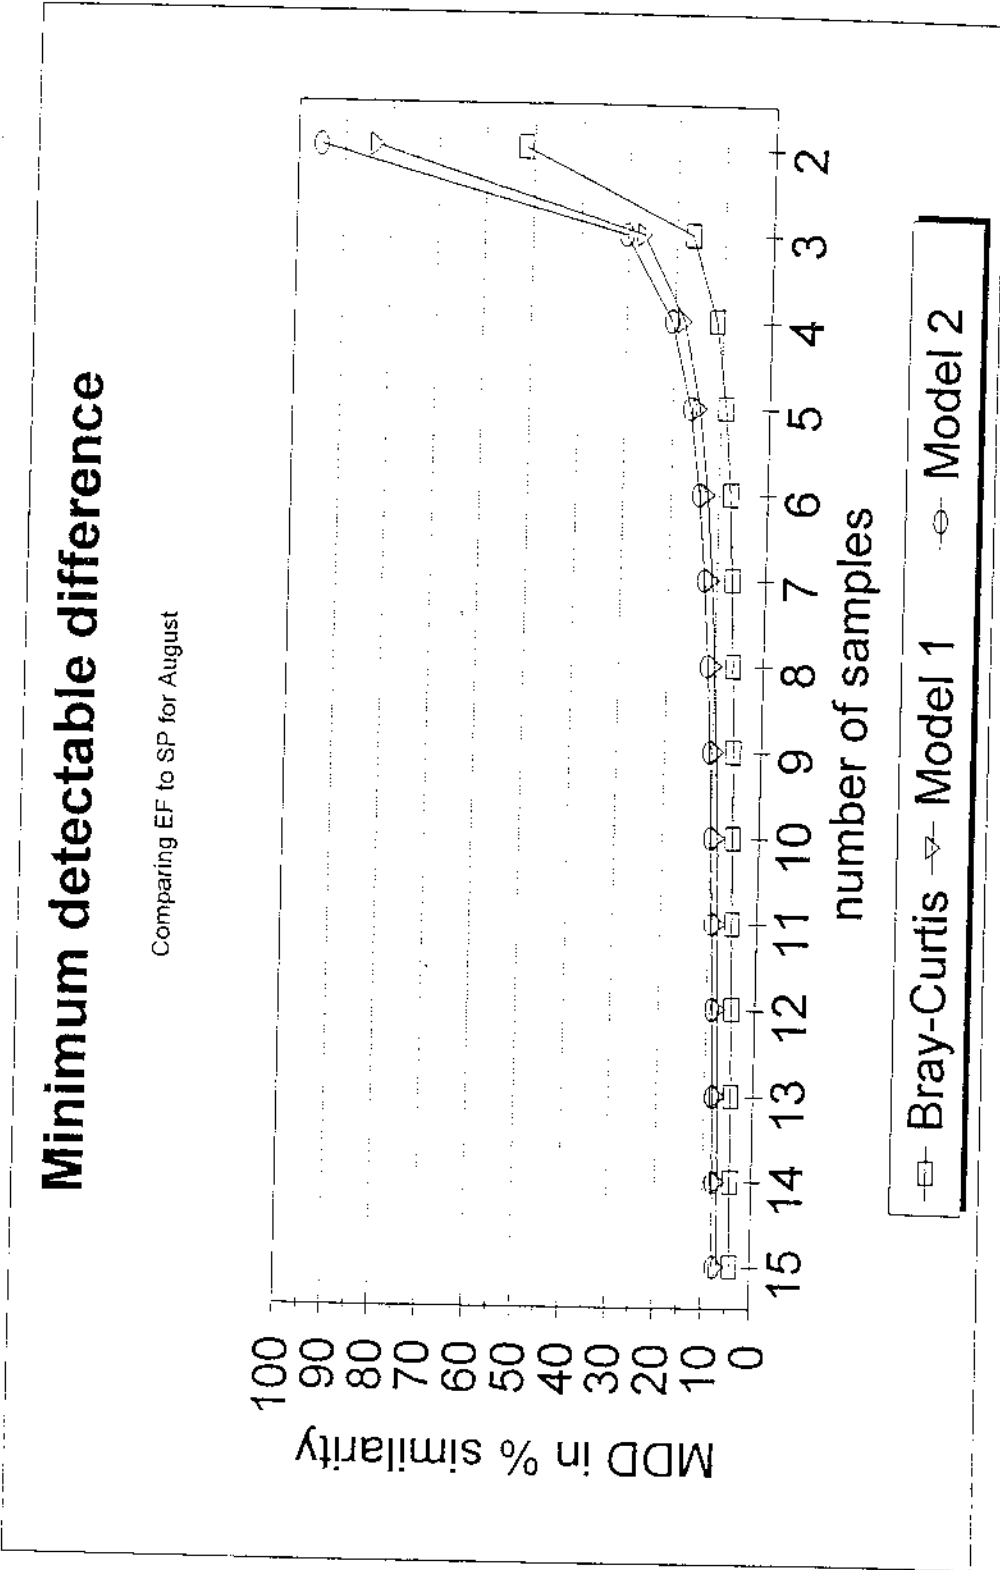 Minimum detectable difference
Comparing EF to SP for August
MDD in % similarity
100
90
80
70
60
50
40
30
20
10
0
15 14 13 12 11 10 9 8 7 6 5 4 3 2
number of samples
Bray-Curtis Model 1 Model 2